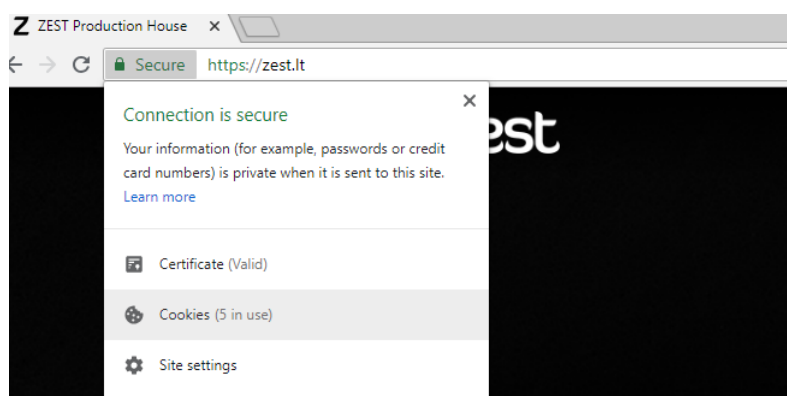 Z ZEST Production House
Secure https://zest.lt
Connection is secure
Your information (for example, passwords or credit
card numbers) is private when it is sent to this site.
Learn more
Certificate (Valid)
Cookies (5 in use)
Site settings
est